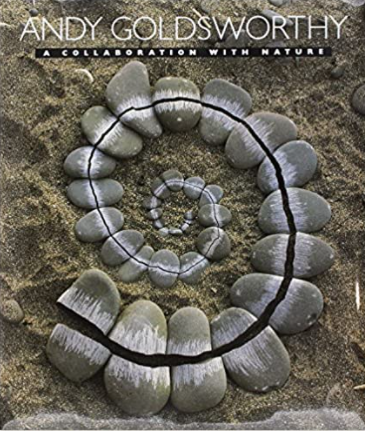 ANDY GOLDSWORTHY
A COLLABORATION WITH NATURE